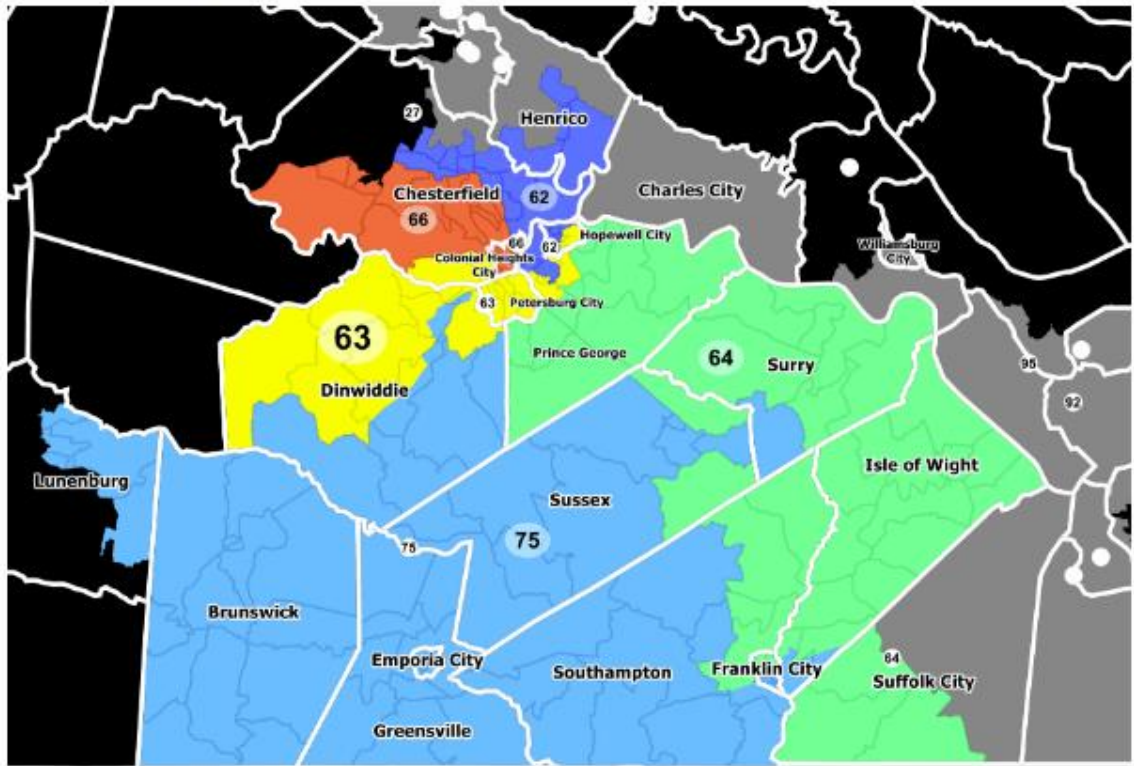 27
Henrico
Chesterfield
62
Charles City
66
66
62
Hopewell City
Colonial Heights
City
Williamsburg
City
63
Petersburg City
63
Prince George
64
Surry
95
Dinwiddie
92
Lunenburg
Isle of Wight
Sussex
75
75
Brunswick
Emporia City
Southampton
Franklin City
64
Suffolk City
Greensville